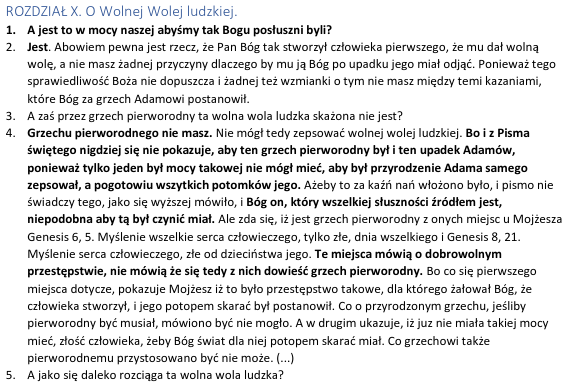 ROZDZIAŁ X. O Wolnej Wolej ludzkiej.
1. A jest to w mocy naszej abyśmy tak Bogu posłuszni byli?
2. Jest. Abowiem pewna jest rzecz, że Pan Bóg tak stworzył człowieka pierwszego, że mu dał wolną
wolę, a nie masz żadnej przyczyny dlaczego by mu ją Bóg po upadku jego miał odjąć. Ponieważ tego
sprawiedliwość Boża nie dopuszcza i żadnej też wzmianki o tym nie masz między temi kazaniami,
które Bóg za grzech Adamowi postanowił.
3. A zaś przez grzech pierworodny ta wolna wola ludzka skażona nie jest?
4. Grzechu pierworodnego nie masz. Nie mógł tedy zepsować wolnej wolej ludzkiej. Bo i z Pisma
świętego nigdziej się nie pokazuje, aby ten grzech pierworodny był i ten upadek Adamów,
ponieważ tylko jeden był mocy takowej nie mógł mieć, aby był przyrodzenie Adama samego
zepsował, a pogotowiu wszytkich potomków jego. Ażeby to za kaźń nań włożono było, i pismo nie
świadczy tego, jako się wyższej mówiło, i Bóg on, który wszelkiej słuszności źródłem jest,
niepodobna aby tą był czynić miał. Ale zda się, iż jest grzech pierworodny z onych miejsc u Mojżesza
Genesis 6, 5. Myślenie wszelkie serca człowieczego, tylko złe, dnia wszelkiego i Genesis 8, 21.
Myślenie serca człowieczego, złe od dzieciństwa jego. Te miejsca mówią o dobrowolnym
przestępstwie, nie mówią że się tedy z nich dowieść grzech pierworodny. Bo co się pierwszego
miejsca dotycze, pokazuje Mojżesz iż to było przestępstwo takowe, dla którego żałował Bóg, że
człowieka stworzył, i jego potopem skarać był postanowił. Co o przyrodzonym grzechu, jeśliby
pierworodny być musiał, mówiono być nie mogło. A w drugim ukazuje, iż juz nie miała takiej mocy
mieć, złość człowieka, żeby Bóg świat dla niej potopem skarać miał. Co grzechowi także
pierworodnemu przystosowano być nie może. (...)
5. A jako się daleko rozciąga ta wolna wola ludzka?